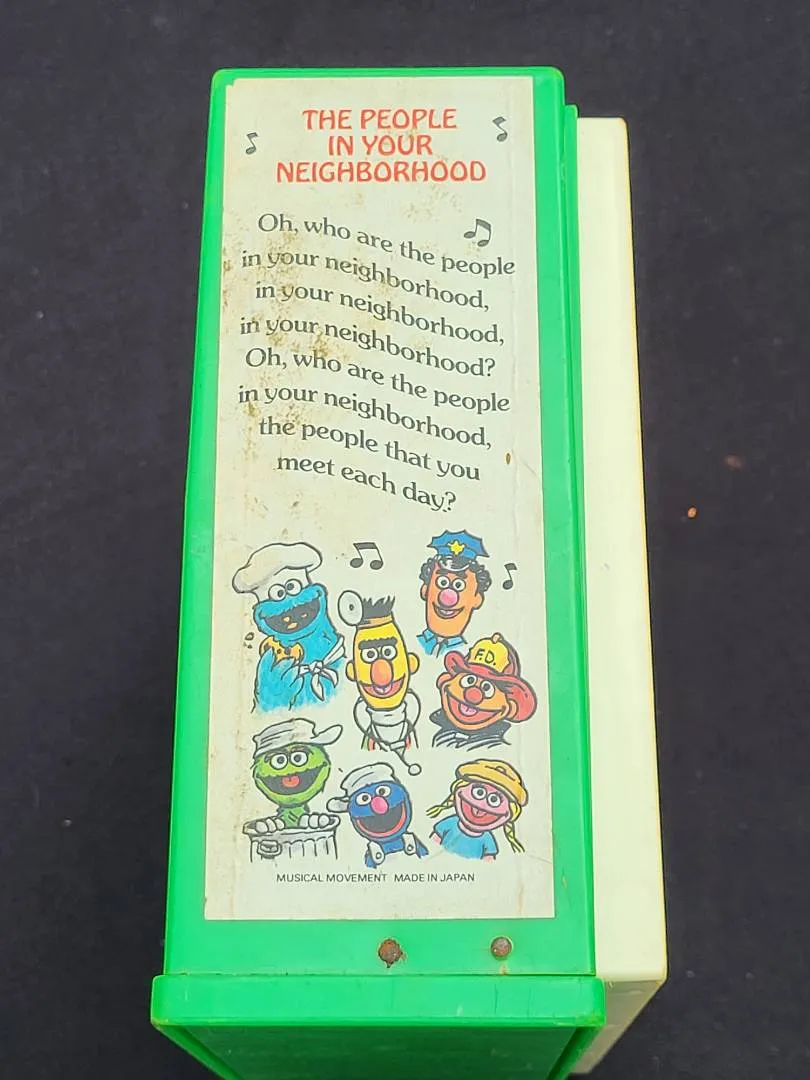 THE PEOPLE
IN YOUR
NEIGHBORHOOD
Oh, who are the people
in your neighborhood,
in your neighborhood,
in your neighborhood?
Oh, who are the people
in your neighborhood,
the people that you
meet each day?
F.D.
MUSICAL MOVEMENT MADE IN JAPAN